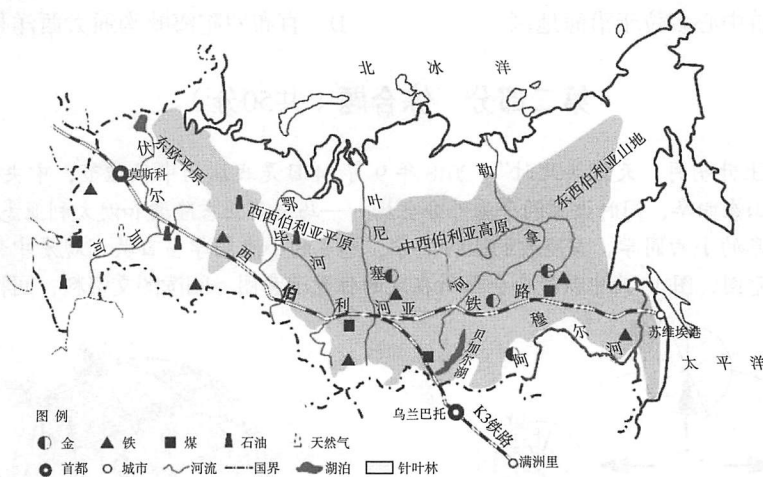 北 冰 洋
东欧平原
伏尔加河
莫斯科
西西伯利亚平原
鄂毕河
叶尼塞河
中西伯利亚高原
勒拿河
东西伯利亚山地
西伯利亚铁路
贝加尔湖
阿穆尔河
苏维埃港
太 平 洋
乌兰巴托
K3铁路
满洲里
图 例
金 铁 煤 石油 天然气
首都 城市 河流 国界 湖泊 针叶林